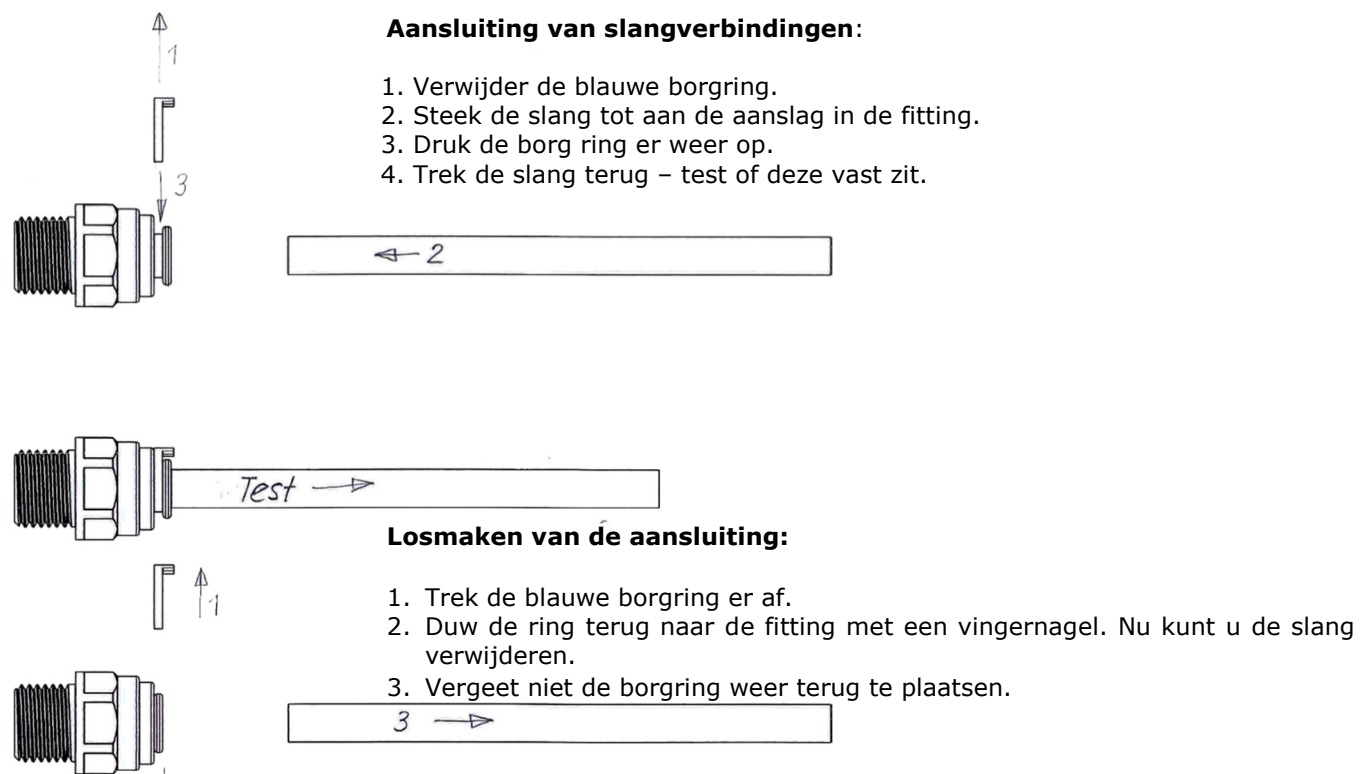 Aansluiting van slangverbindingen:
1
1. Verwijder de blauwe borgring.
2. Steek de slang tot aan de aanslag in de fitting.
3. Druk de borg ring er weer op.
4. Trek de slang terug – test of deze vast zit.
3
2
Test
Losmaken van de aansluiting:
1
1. Trek de blauwe borgring er af.
2. Duw de ring terug naar de fitting met een vingernagel. Nu kunt u de slang
verwijderen.
3. Vergeet niet de borgring weer terug te plaatsen.
3